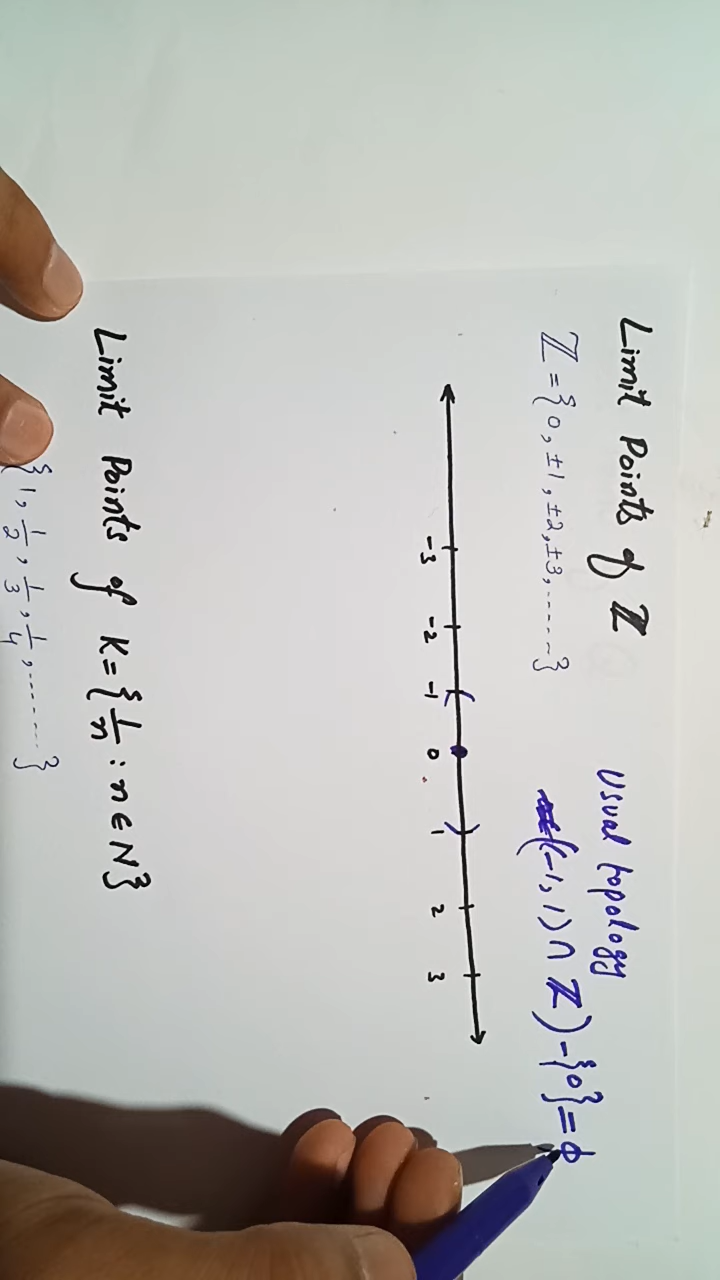 Limit Points of ℤ
ℤ = {0, ±1, ±2, ±3, ......}
Usual topology
((-1, 1) ∩ ℤ) - {0} = ϕ
-3 -2 -1 0 1 2 3
Limit Points of K = {1/n : n ∈ N}
{1, 1/2, 1/3, 1/4, ........}